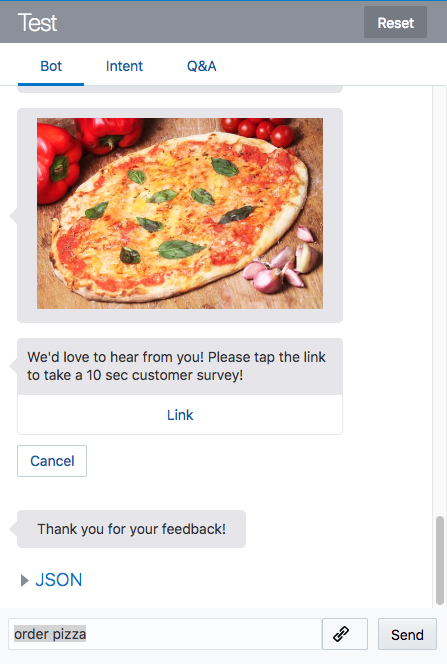 Test
Reset
Bot
Intent
Q&A
We'd love to hear from you! Please tap the link
to take a 10 sec customer survey!
Link
Cancel
Thank you for your feedback!
JSON
order pizza
Send